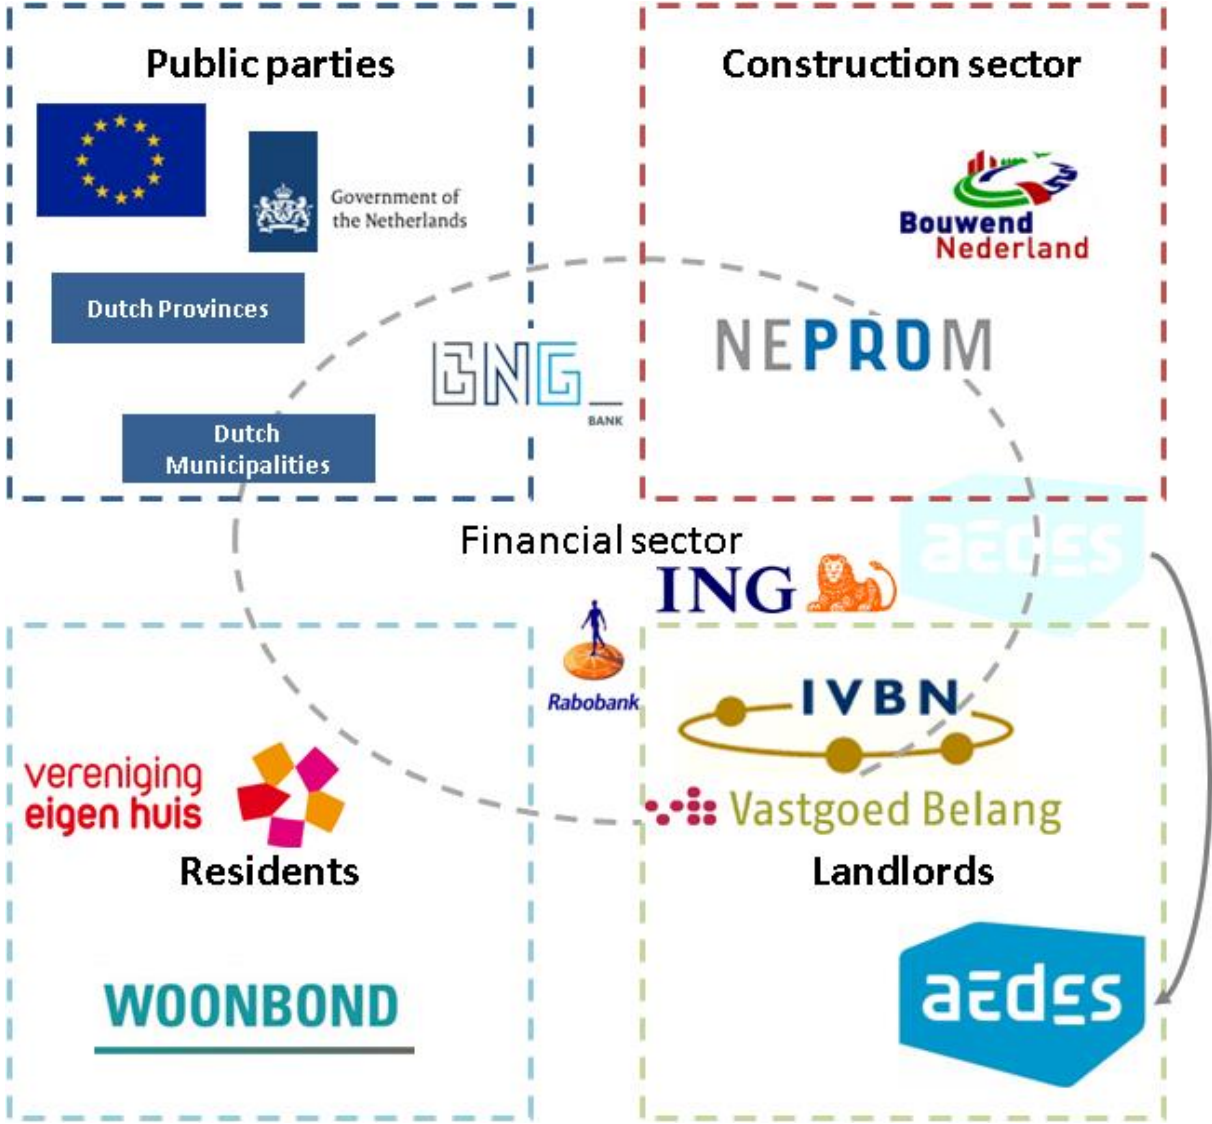 Public parties
Construction sector
Government of
the Netherlands
Bouwend
Nederland
Dutch Provinces
NEPROM
BNG_
BANK
Dutch
Municipalities
Financial sector
aedes
ING
Rabobank
IVBN
vereniging
eigen huis
Vastgoed Belang
Residents
Landlords
WOONBOND
aedes